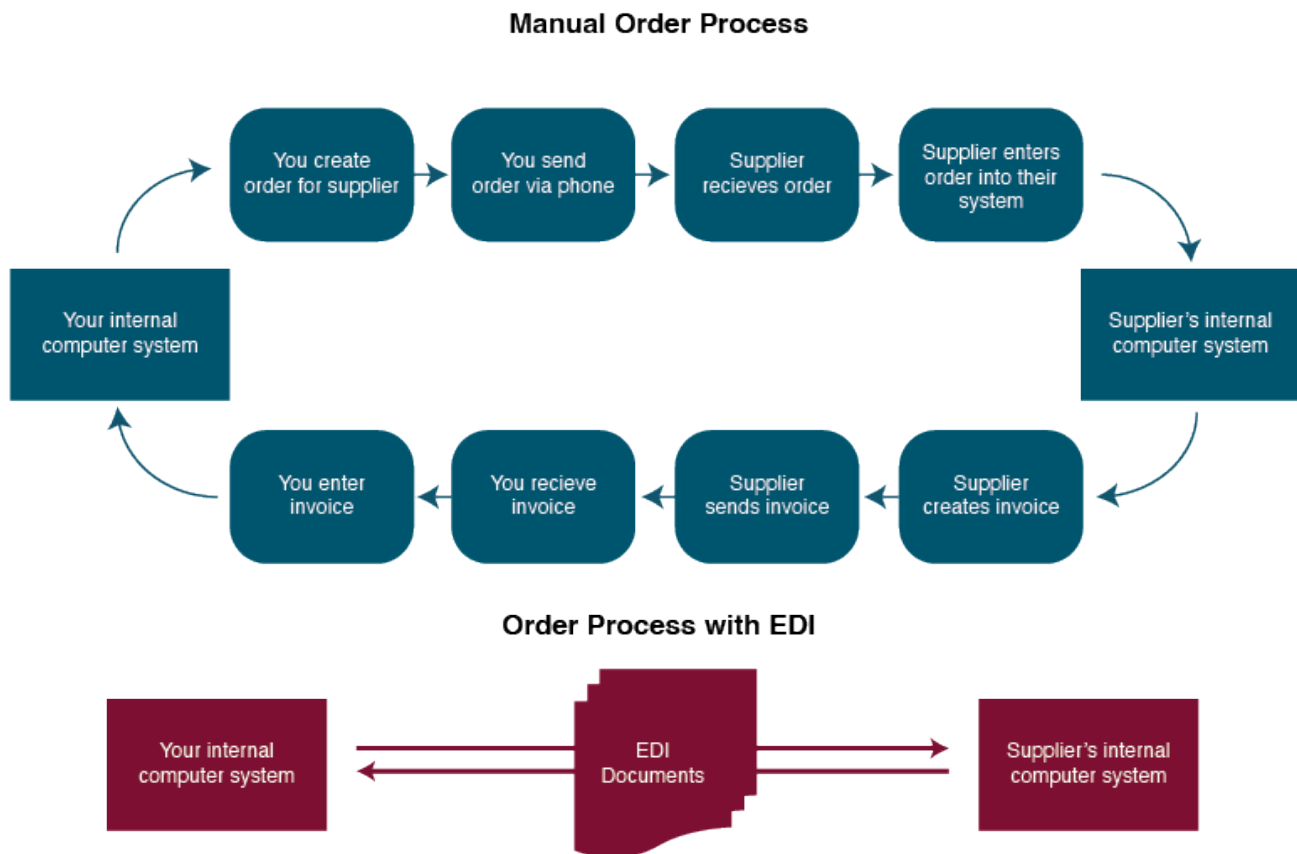 Manual Order Process
You create
order for supplier
You send
order via phone
Supplier
recieves order
Supplier enters
order into their
system
Your internal
computer system
Supplier’s internal
computer system
You enter
invoice
You recieve
invoice
Supplier
sends invoice
Supplier
creates invoice
Order Process with EDI
Your internal
computer system
EDI
Documents
Supplier’s internal
computer system